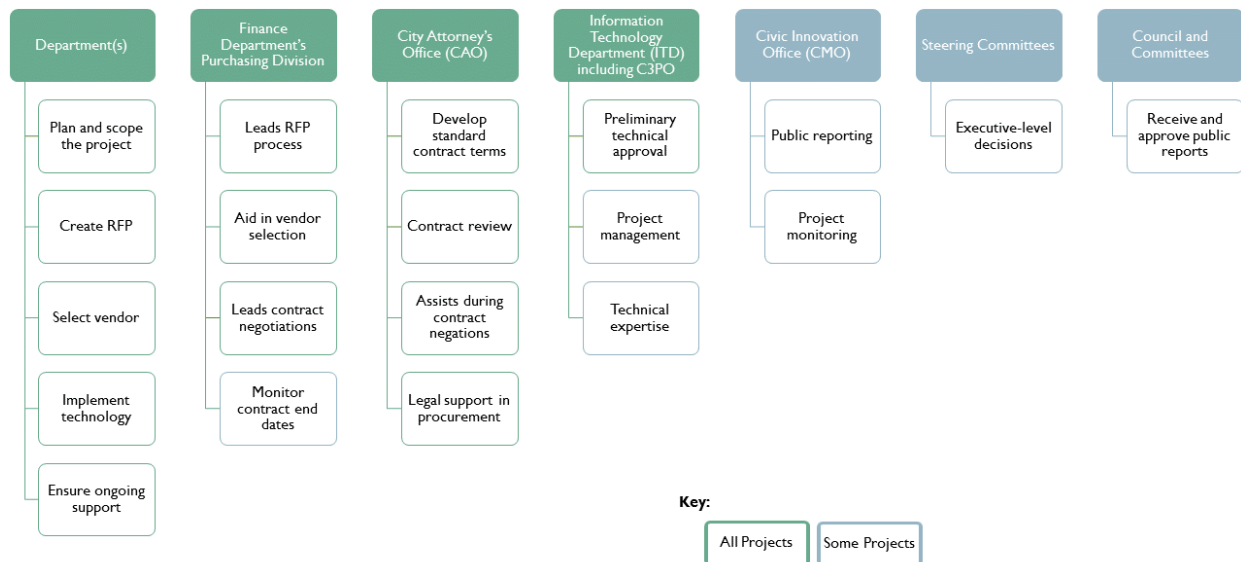 Department(s)
Plan and scope
the project
Create RFP
Select vendor
Implement
technology
Ensure ongoing
support
Finance
Department's
Purchasing Division
Leads RFP
process
Aid in vendor
selection
Leads contract
negotiations
Monitor
contract end
dates
City Attorney's
Office (CAO)
Develop
standard
contract terms
Contract review
Assists during
contract
negations
Legal support in
procurement
Information
Technology
Department (ITD)
including C3PO
Preliminary
technical
approval
Project
management
Technical
expertise
Civic Innovation
Office (CMO)
Public reporting
Project
monitoring
Steering Committees
Executive-level
decisions
Council and
Committees
Receive and
approve public
reports
Key:
All Projects
Some Projects